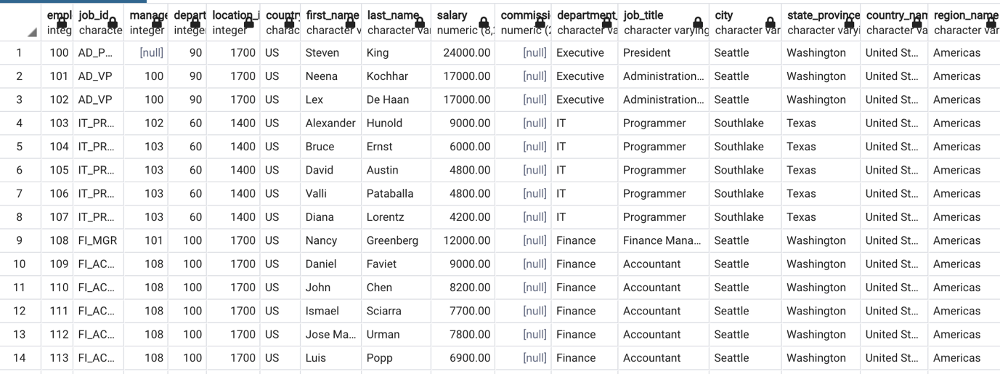 empl job_id manage depart location_i country first_name last_name salary commissi department_ job_title city state_province country_nam region_name
integ characte integer intege integer charac character v character var numeric (8,2 numeric (2 character va character varying character var character varyi character va character var
1 100 AD_P... [null] 90 1700 US Steven King 24000.00 [null] Executive President Seattle Washington United St... Americas
2 101 AD_VP 100 90 1700 US Neena Kochhar 17000.00 [null] Executive Administration... Seattle Washington United St... Americas
3 102 AD_VP 100 90 1700 US Lex De Haan 17000.00 [null] Executive Administration... Seattle Washington United St... Americas
4 103 IT_PR... 102 60 1400 US Alexander Hunold 9000.00 [null] IT Programmer Southlake Texas United St... Americas
5 104 IT_PR... 103 60 1400 US Bruce Ernst 6000.00 [null] IT Programmer Southlake Texas United St... Americas
6 105 IT_PR... 103 60 1400 US David Austin 4800.00 [null] IT Programmer Southlake Texas United St... Americas
7 106 IT_PR... 103 60 1400 US Valli Pataballa 4800.00 [null] IT Programmer Southlake Texas United St... Americas
8 107 IT_PR... 103 60 1400 US Diana Lorentz 4200.00 [null] IT Programmer Southlake Texas United St... Americas
9 108 FI_MGR 101 100 1700 US Nancy Greenberg 12000.00 [null] Finance Finance Mana... Seattle Washington United St... Americas
10 109 FI_AC... 108 100 1700 US Daniel Faviet 9000.00 [null] Finance Accountant Seattle Washington United St... Americas
11 110 FI_AC... 108 100 1700 US John Chen 8200.00 [null] Finance Accountant Seattle Washington United St... Americas
12 111 FI_AC... 108 100 1700 US Ismael Sciarra 7700.00 [null] Finance Accountant Seattle Washington United St... Americas
13 112 FI_AC... 108 100 1700 US Jose Ma... Urman 7800.00 [null] Finance Accountant Seattle Washington United St... Americas
14 113 FI_AC... 108 100 1700 US Luis Popp 6900.00 [null] Finance Accountant Seattle Washington United St... Americas